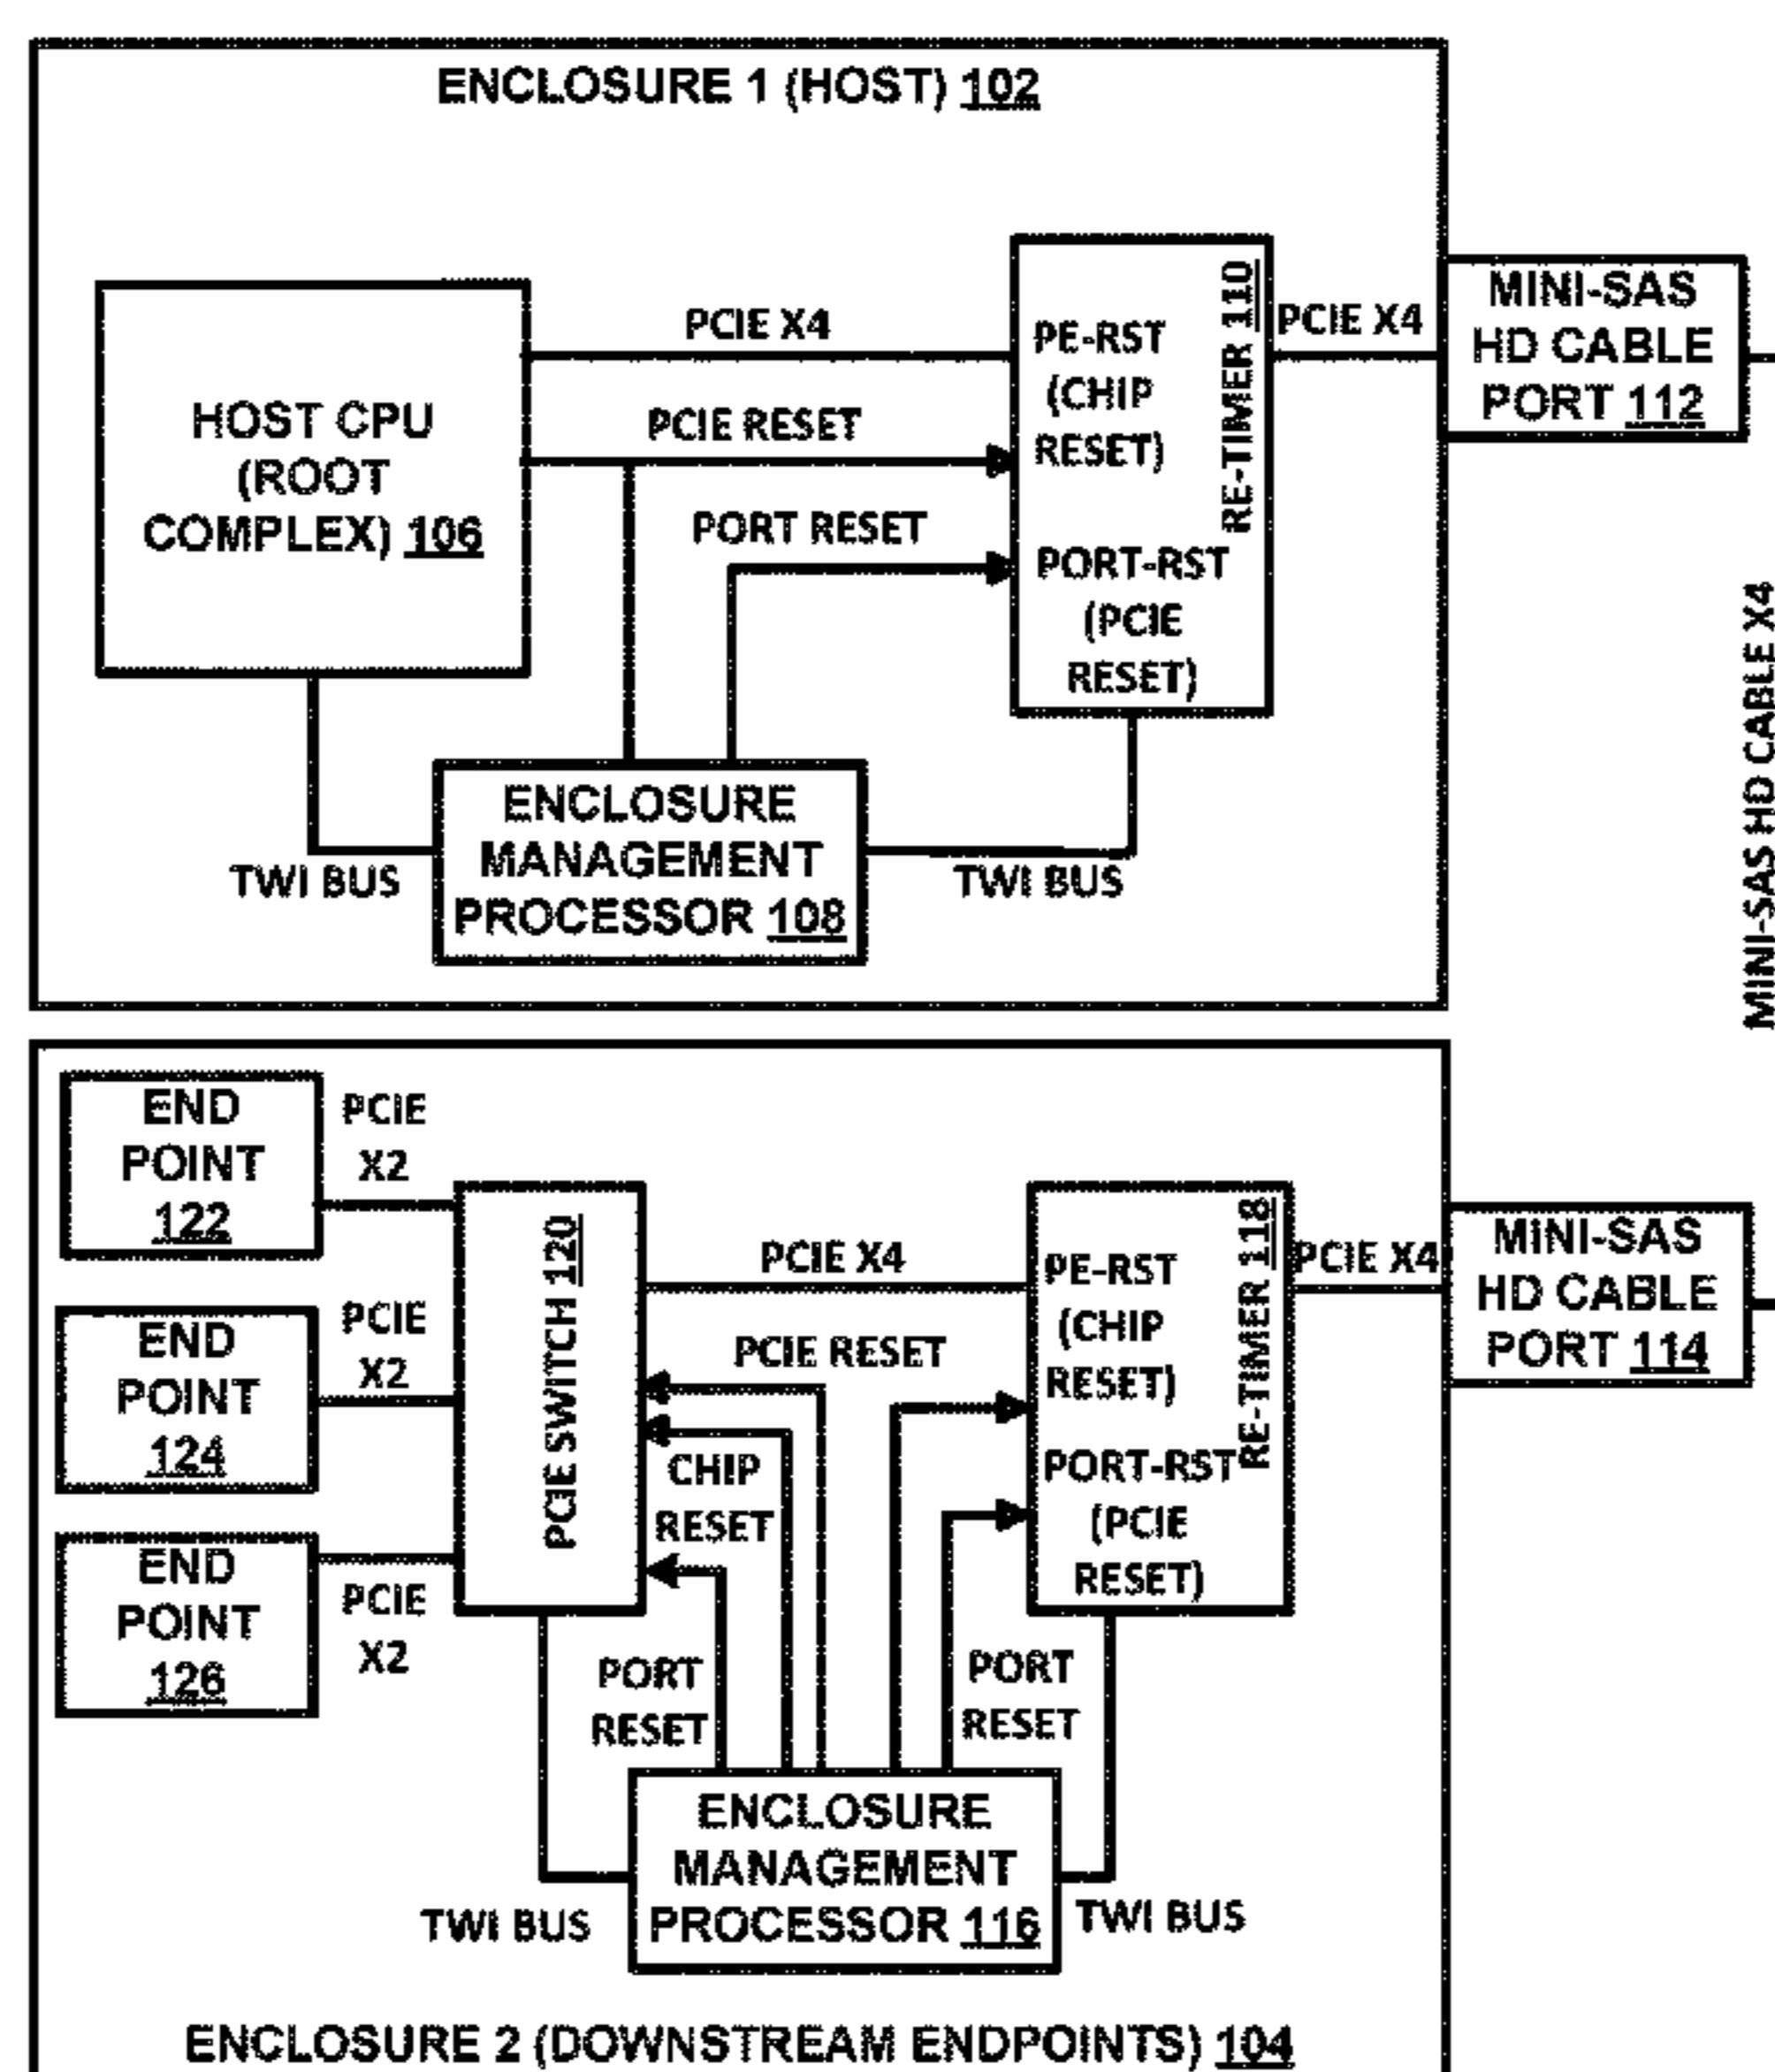 ENCLOSURE 1 (HOST) 102
HOST CPU
(ROOT
COMPLEX) 106
PCIE X4
PCIE RESET
PORT RESET
PE-RST
(CHIP
RESET)
PORT-RST
(PCIE
RESET)
RE-TIMER 110
PCIE X4
MINI-SAS
HD CABLE
PORT 112
TWI BUS
ENCLOSURE
MANAGEMENT
PROCESSOR 108
TWI BUS
MINI-SAS HD CABLE X4
END
POINT
122
PCIE
X2
END
POINT
124
PCIE
X2
END
POINT
126
PCIE
X2
PCIE SWITCH 120
PCIE X4
PCIE RESET
CHIP
RESET
PORT
RESET
PORT
RESET
PE-RST
(CHIP
RESET)
PORT-RST
(PCIE
RESET)
RE-TIMER 118
PCIE X4
MINI-SAS
HD CABLE
PORT 114
TWI BUS
ENCLOSURE
MANAGEMENT
PROCESSOR 116
TWI BUS
ENCLOSURE 2 (DOWNSTREAM ENDPOINTS) 104